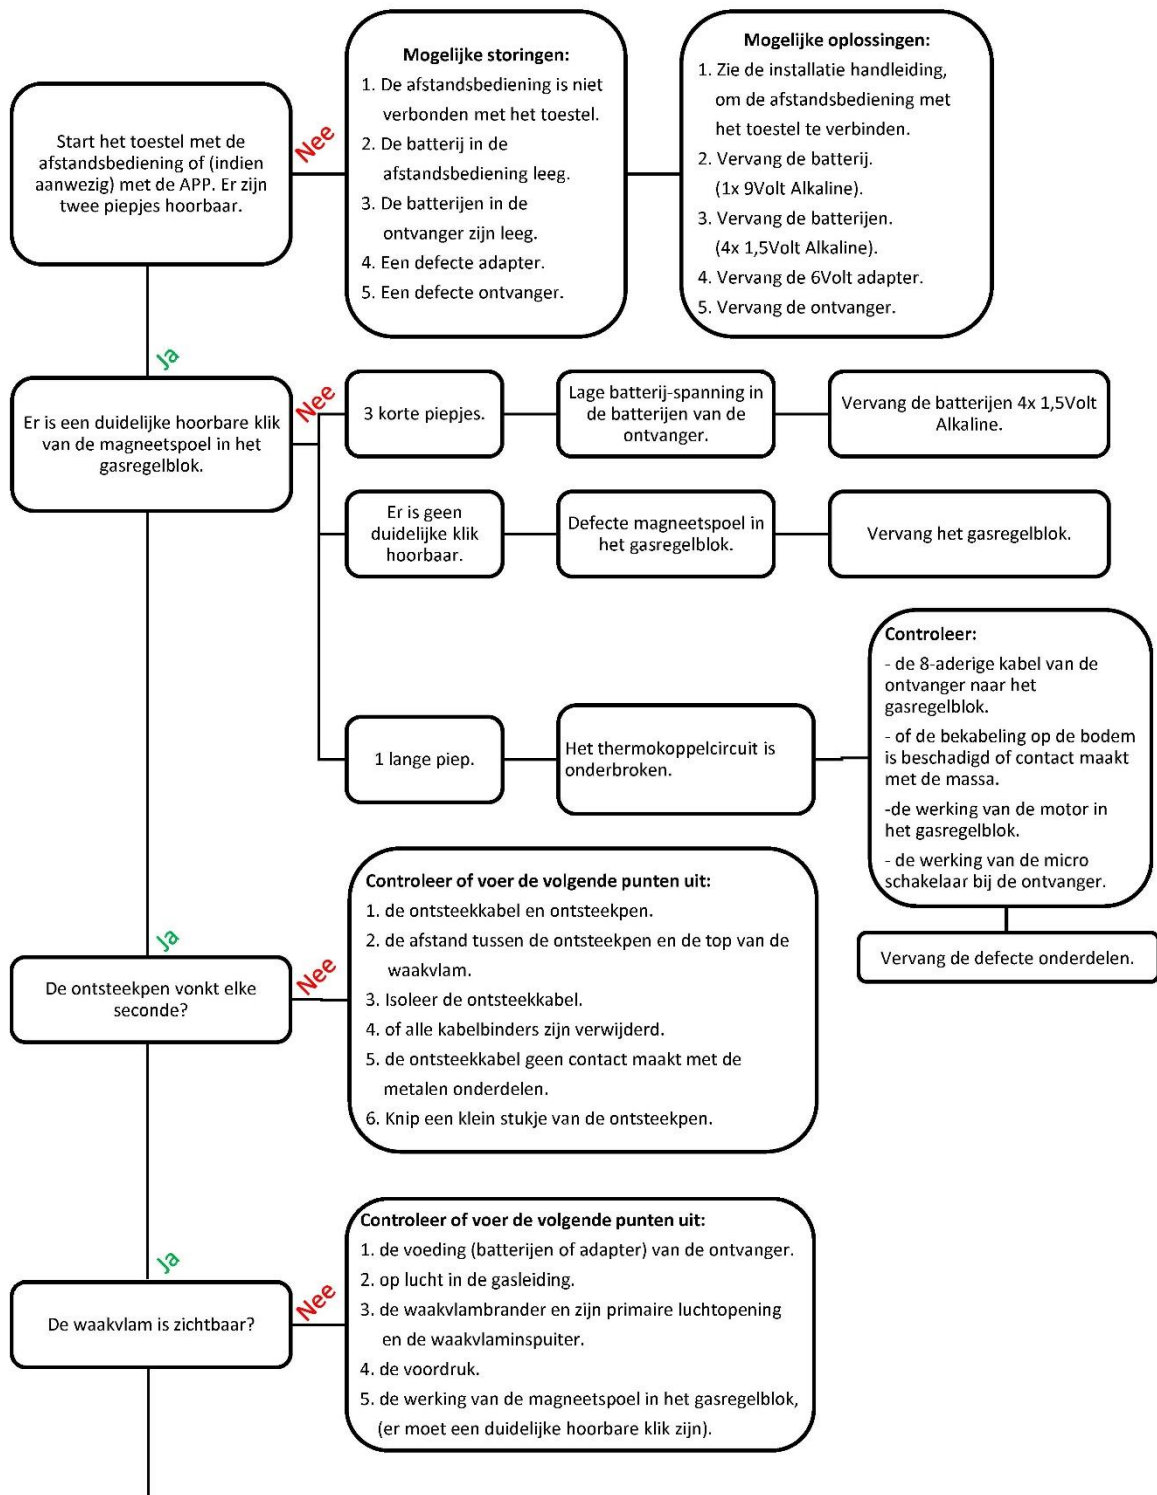 Start het toestel met de
afstandsbediening of (indien
aanwezig) met de APP. Er zijn
twee piepjes hoorbaar.
Nee
Mogelijke storingen:
1. De afstandsbediening is niet
verbonden met het toestel.
2. De batterij in de
afstandsbediening leeg.
3. De batterijen in de
ontvanger zijn leeg.
4. Een defecte adapter.
5. Een defecte ontvanger.
Mogelijke oplossingen:
1. Zie de installatie handleiding,
om de afstandsbediening met
het toestel te verbinden.
2. Vervang de batterij.
(1x 9Volt Alkaline).
3. Vervang de batterijen.
(4x 1,5Volt Alkaline).
4. Vervang de 6Volt adapter.
5. Vervang de ontvanger.
Ja
Er is een duidelijke hoorbare klik
van de magneetspoel in het
gasregelblok.
Nee
3 korte piepjes.
Lage batterij-spanning in
de batterijen van de
ontvanger.
Vervang de batterijen 4x 1,5Volt
Alkaline.
Er is geen
duidelijke klik
hoorbaar.
Defecte magneetspoel in
het gasregelblok.
Vervang het gasregelblok.
1 lange piep.
Het thermokoppelcircuit is
onderbroken.
Controleer:
- de 8-aderige kabel van de
ontvanger naar het
gasregelblok.
- of de bekabeling op de bodem
is beschadigd of contact maakt
met de massa.
-de werking van de motor in
het gasregelblok.
- de werking van de micro
schakelaar bij de ontvanger.
Vervang de defecte onderdelen.
Ja
De ontsteekpen vonkt elke
seconde?
Nee
Controleer of voer de volgende punten uit:
1. de ontsteekkabel en ontsteekpen.
2. de afstand tussen de ontsteekpen en de top van de
waakvlam.
3. Isoleer de ontsteekkabel.
4. of alle kabelbinders zijn verwijderd.
5. de ontsteekkabel geen contact maakt met de
metalen onderdelen.
6. Knip een klein stukje van de ontsteekpen.
Ja
De waakvlam is zichtbaar?
Nee
Controleer of voer de volgende punten uit:
1. de voeding (batterijen of adapter) van de ontvanger.
2. op lucht in de gasleiding.
3. de waakvlambrander en zijn primaire luchtopening
en de waakvlaminspuiter.
4. de voordruk.
5. de werking van de magneetspoel in het gasregelblok,
(er moet een duidelijke hoorbare klik zijn).